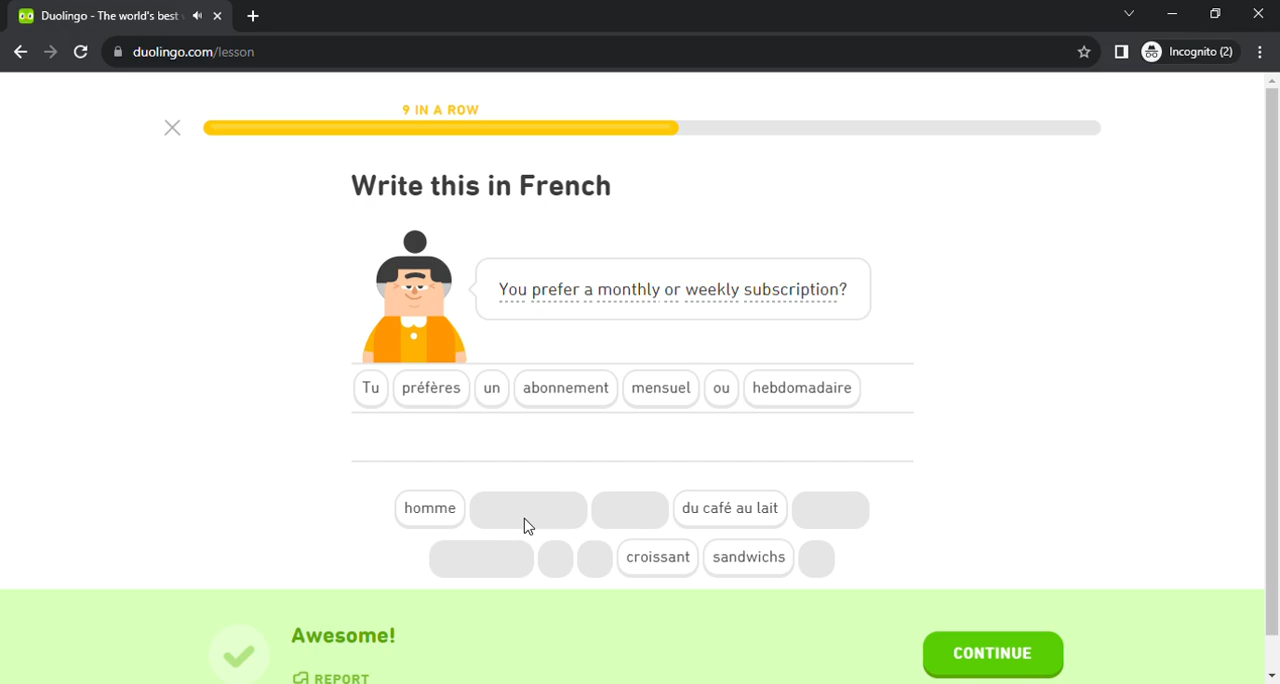 Duolingo - The world's best
duolingo.com/lesson
Incognito (2)
9 IN A ROW
Write this in French
You prefer a monthly or weekly subscription?
Tu préfères un abonnement mensuel ou hebdomadaire
homme du café au lait
croissant sandwichs
Awesome!
REPORT
CONTINUE